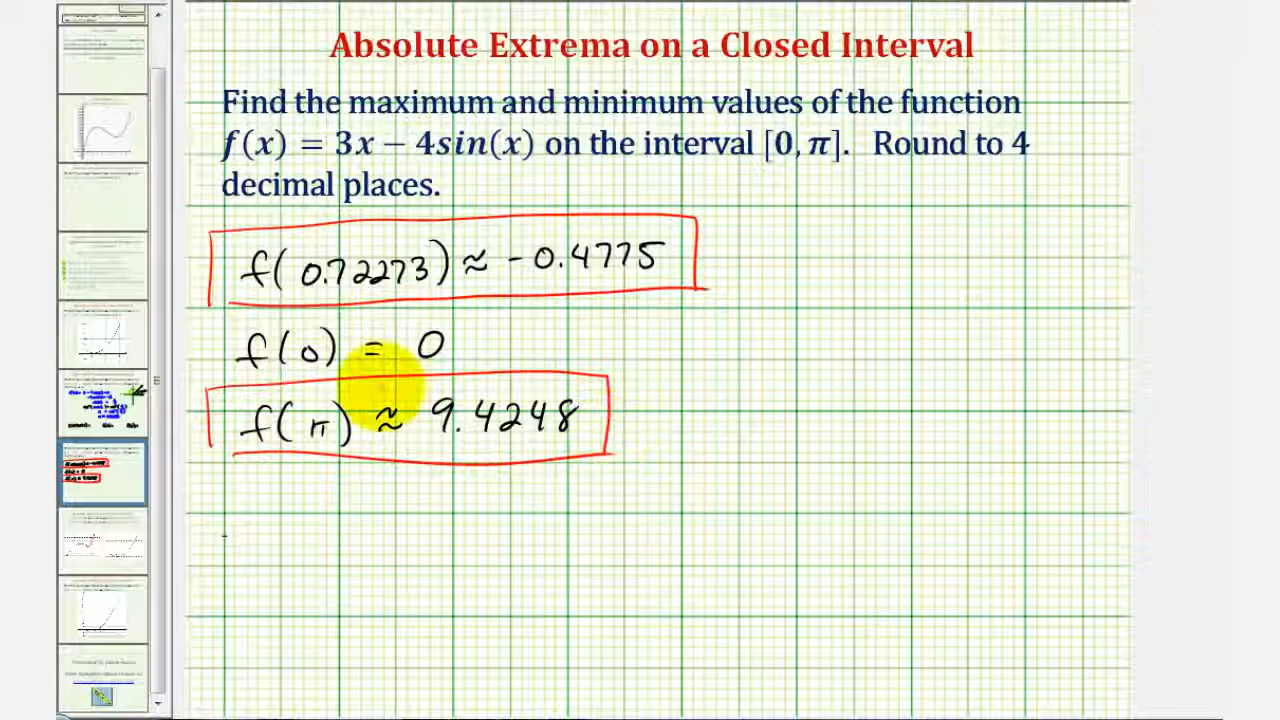 Absolute Extrema on a Closed Interval
Find the maximum and minimum values of the function
f(x) = 3x − 4sin(x) on the interval [0, π]. Round to 4
decimal places.
f(0.72273) ≈ -0.4775
f(0) = 0
f(π) ≈ 9.4248